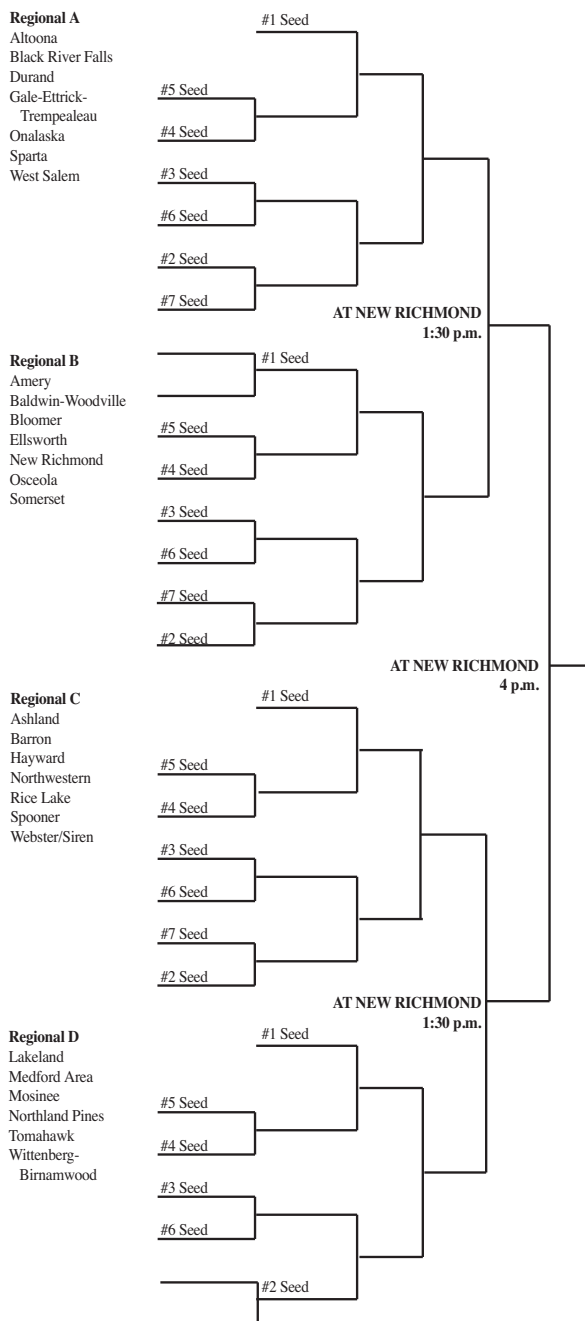 Regional A
Altoona
Black River Falls
Durand
Gale-Ettrick-
Trempealeau
Onalaska
Sparta
West Salem
#1 Seed
#5 Seed
#4 Seed
#3 Seed
#6 Seed
#2 Seed
#7 Seed
AT NEW RICHMOND
1:30 p.m.
Regional B
Amery
Baldwin-Woodville
Bloomer
Ellsworth
New Richmond
Osceola
Somerset
#1 Seed
#5 Seed
#4 Seed
#3 Seed
#6 Seed
#7 Seed
#2 Seed
AT NEW RICHMOND
4 p.m.
Regional C
Ashland
Barron
Hayward
Northwestern
Rice Lake
Spooner
Webster/Siren
#1 Seed
#5 Seed
#4 Seed
#3 Seed
#6 Seed
#7 Seed
#2 Seed
AT NEW RICHMOND
1:30 p.m.
Regional D
Lakeland
Medford Area
Mosinee
Northland Pines
Tomahawk
Wittenberg-
Birnamwood
#1 Seed
#5 Seed
#4 Seed
#3 Seed
#6 Seed
#2 Seed